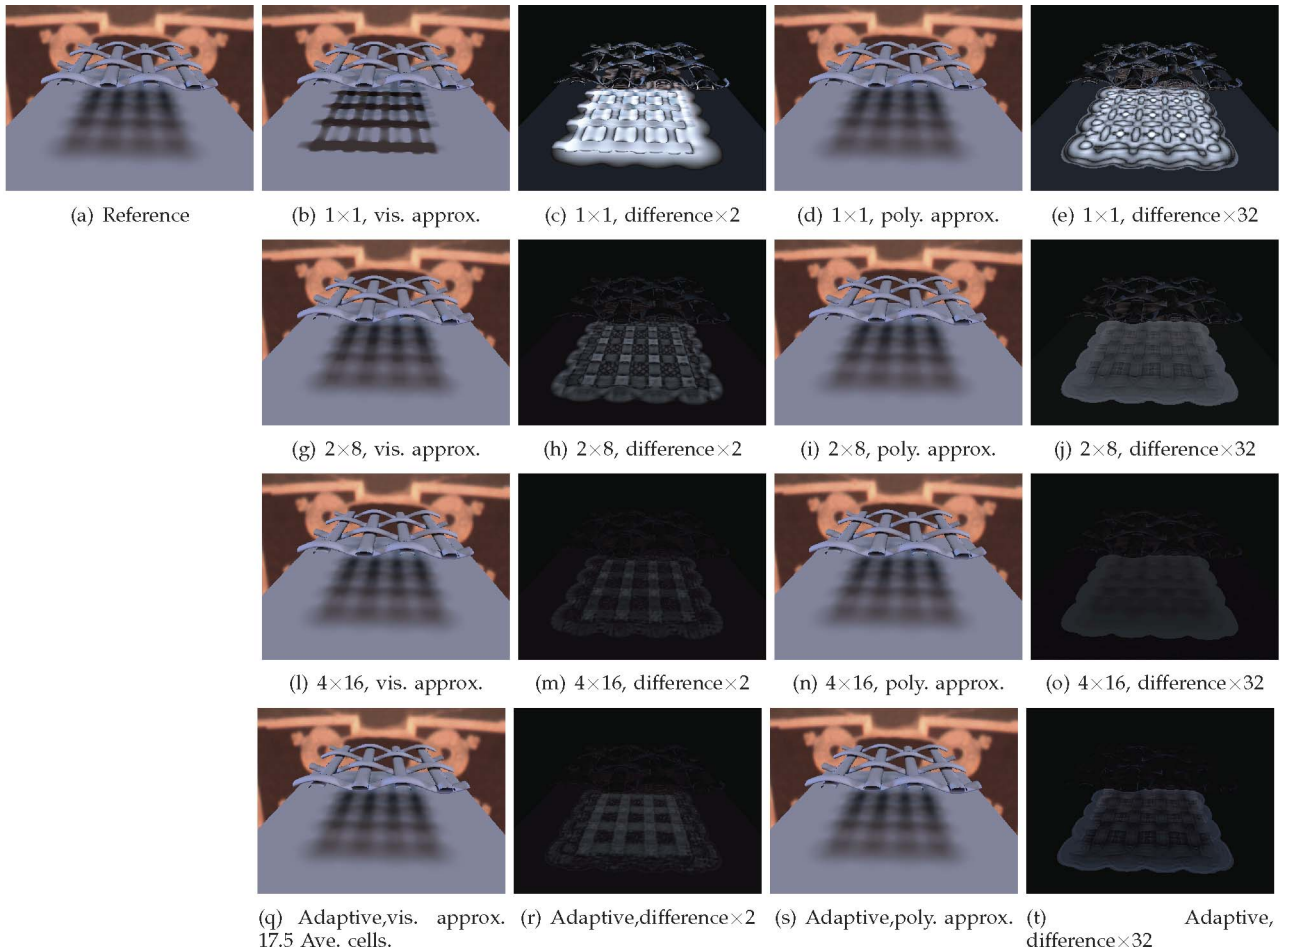 (a) Reference
(b) 1×1, vis. approx.
(c) 1×1, difference×2
(d) 1×1, poly. approx.
(e) 1×1, difference×32
(g) 2×8, vis. approx.
(h) 2×8, difference×2
(i) 2×8, poly. approx.
(j) 2×8, difference×32
(l) 4×16, vis. approx.
(m) 4×16, difference×2
(n) 4×16, poly. approx.
(o) 4×16, difference×32
(q) Adaptive,vis. approx.
17.5 Ave. cells.
(r) Adaptive,difference×2
(s) Adaptive,poly. approx.
(t) Adaptive,
difference×32